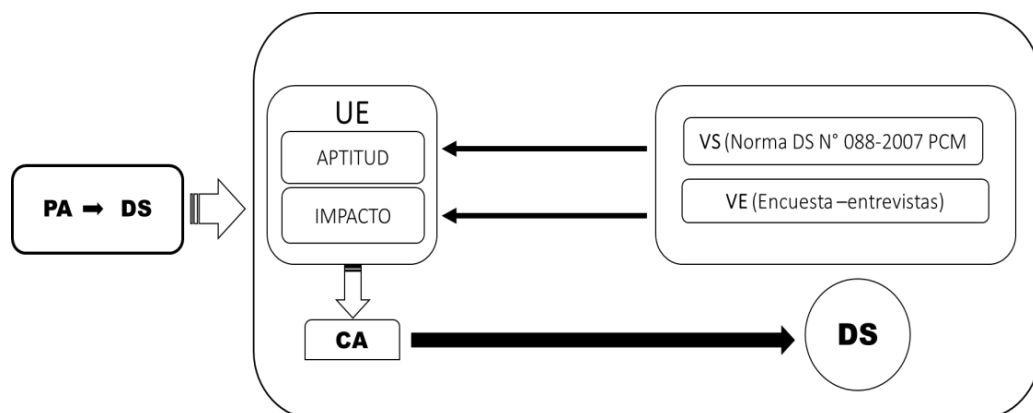 UE
APTITUD
IMPACTO
VS (Norma DS N° 088-2007 PCM
VE (Encuesta –entrevistas)
PA ➡ DS
CA
DS